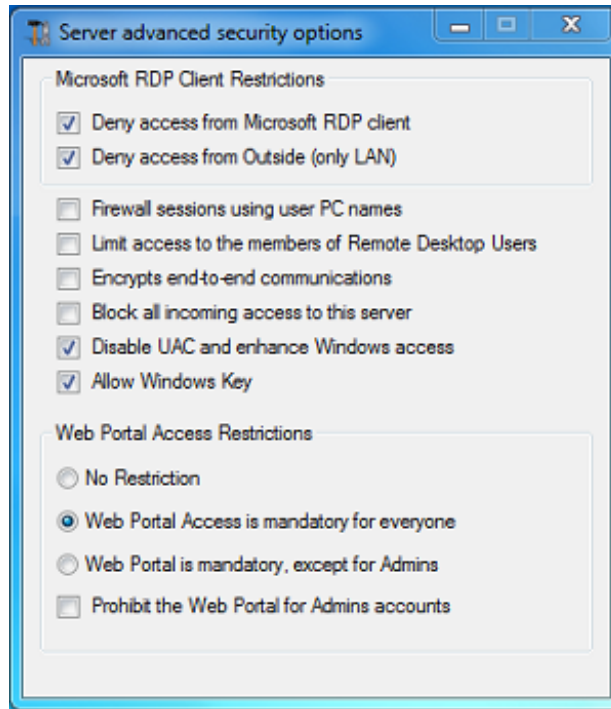 Server advanced security options
Microsoft RDP Client Restrictions
Deny access from Microsoft RDP client
Deny access from Outside (only LAN)
Firewall sessions using user PC names
Limit access to the members of Remote Desktop Users
Encrypts end-to-end communications
Block all incoming access to this server
Disable UAC and enhance Windows access
Allow Windows Key
Web Portal Access Restrictions
No Restriction
Web Portal Access is mandatory for everyone
Web Portal is mandatory, except for Admins
Prohibit the Web Portal for Admins accounts